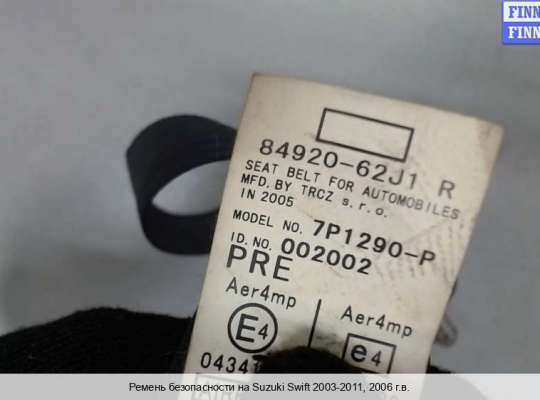 FINN
FINN
84920-62J1 R
SEAT BELT FOR AUTOMOBILES
MFD. BY TRCZ s.r.o.
IN 2005
MODEL NO. 7P1290-P
ID. NO. 002002
PRE
Aer4mp
Aer4mp
E4
e4
Ремень безопасности на Suzuki Swift 2003-2011, 2006 г.в.